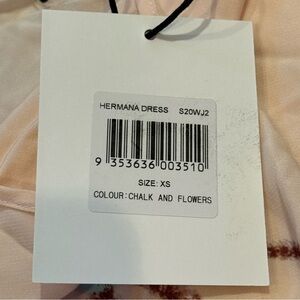 HERMANA DRESS S20WJ2
9 353636 003510
SIZE: XS
COLOUR: CHALK AND FLOWERS